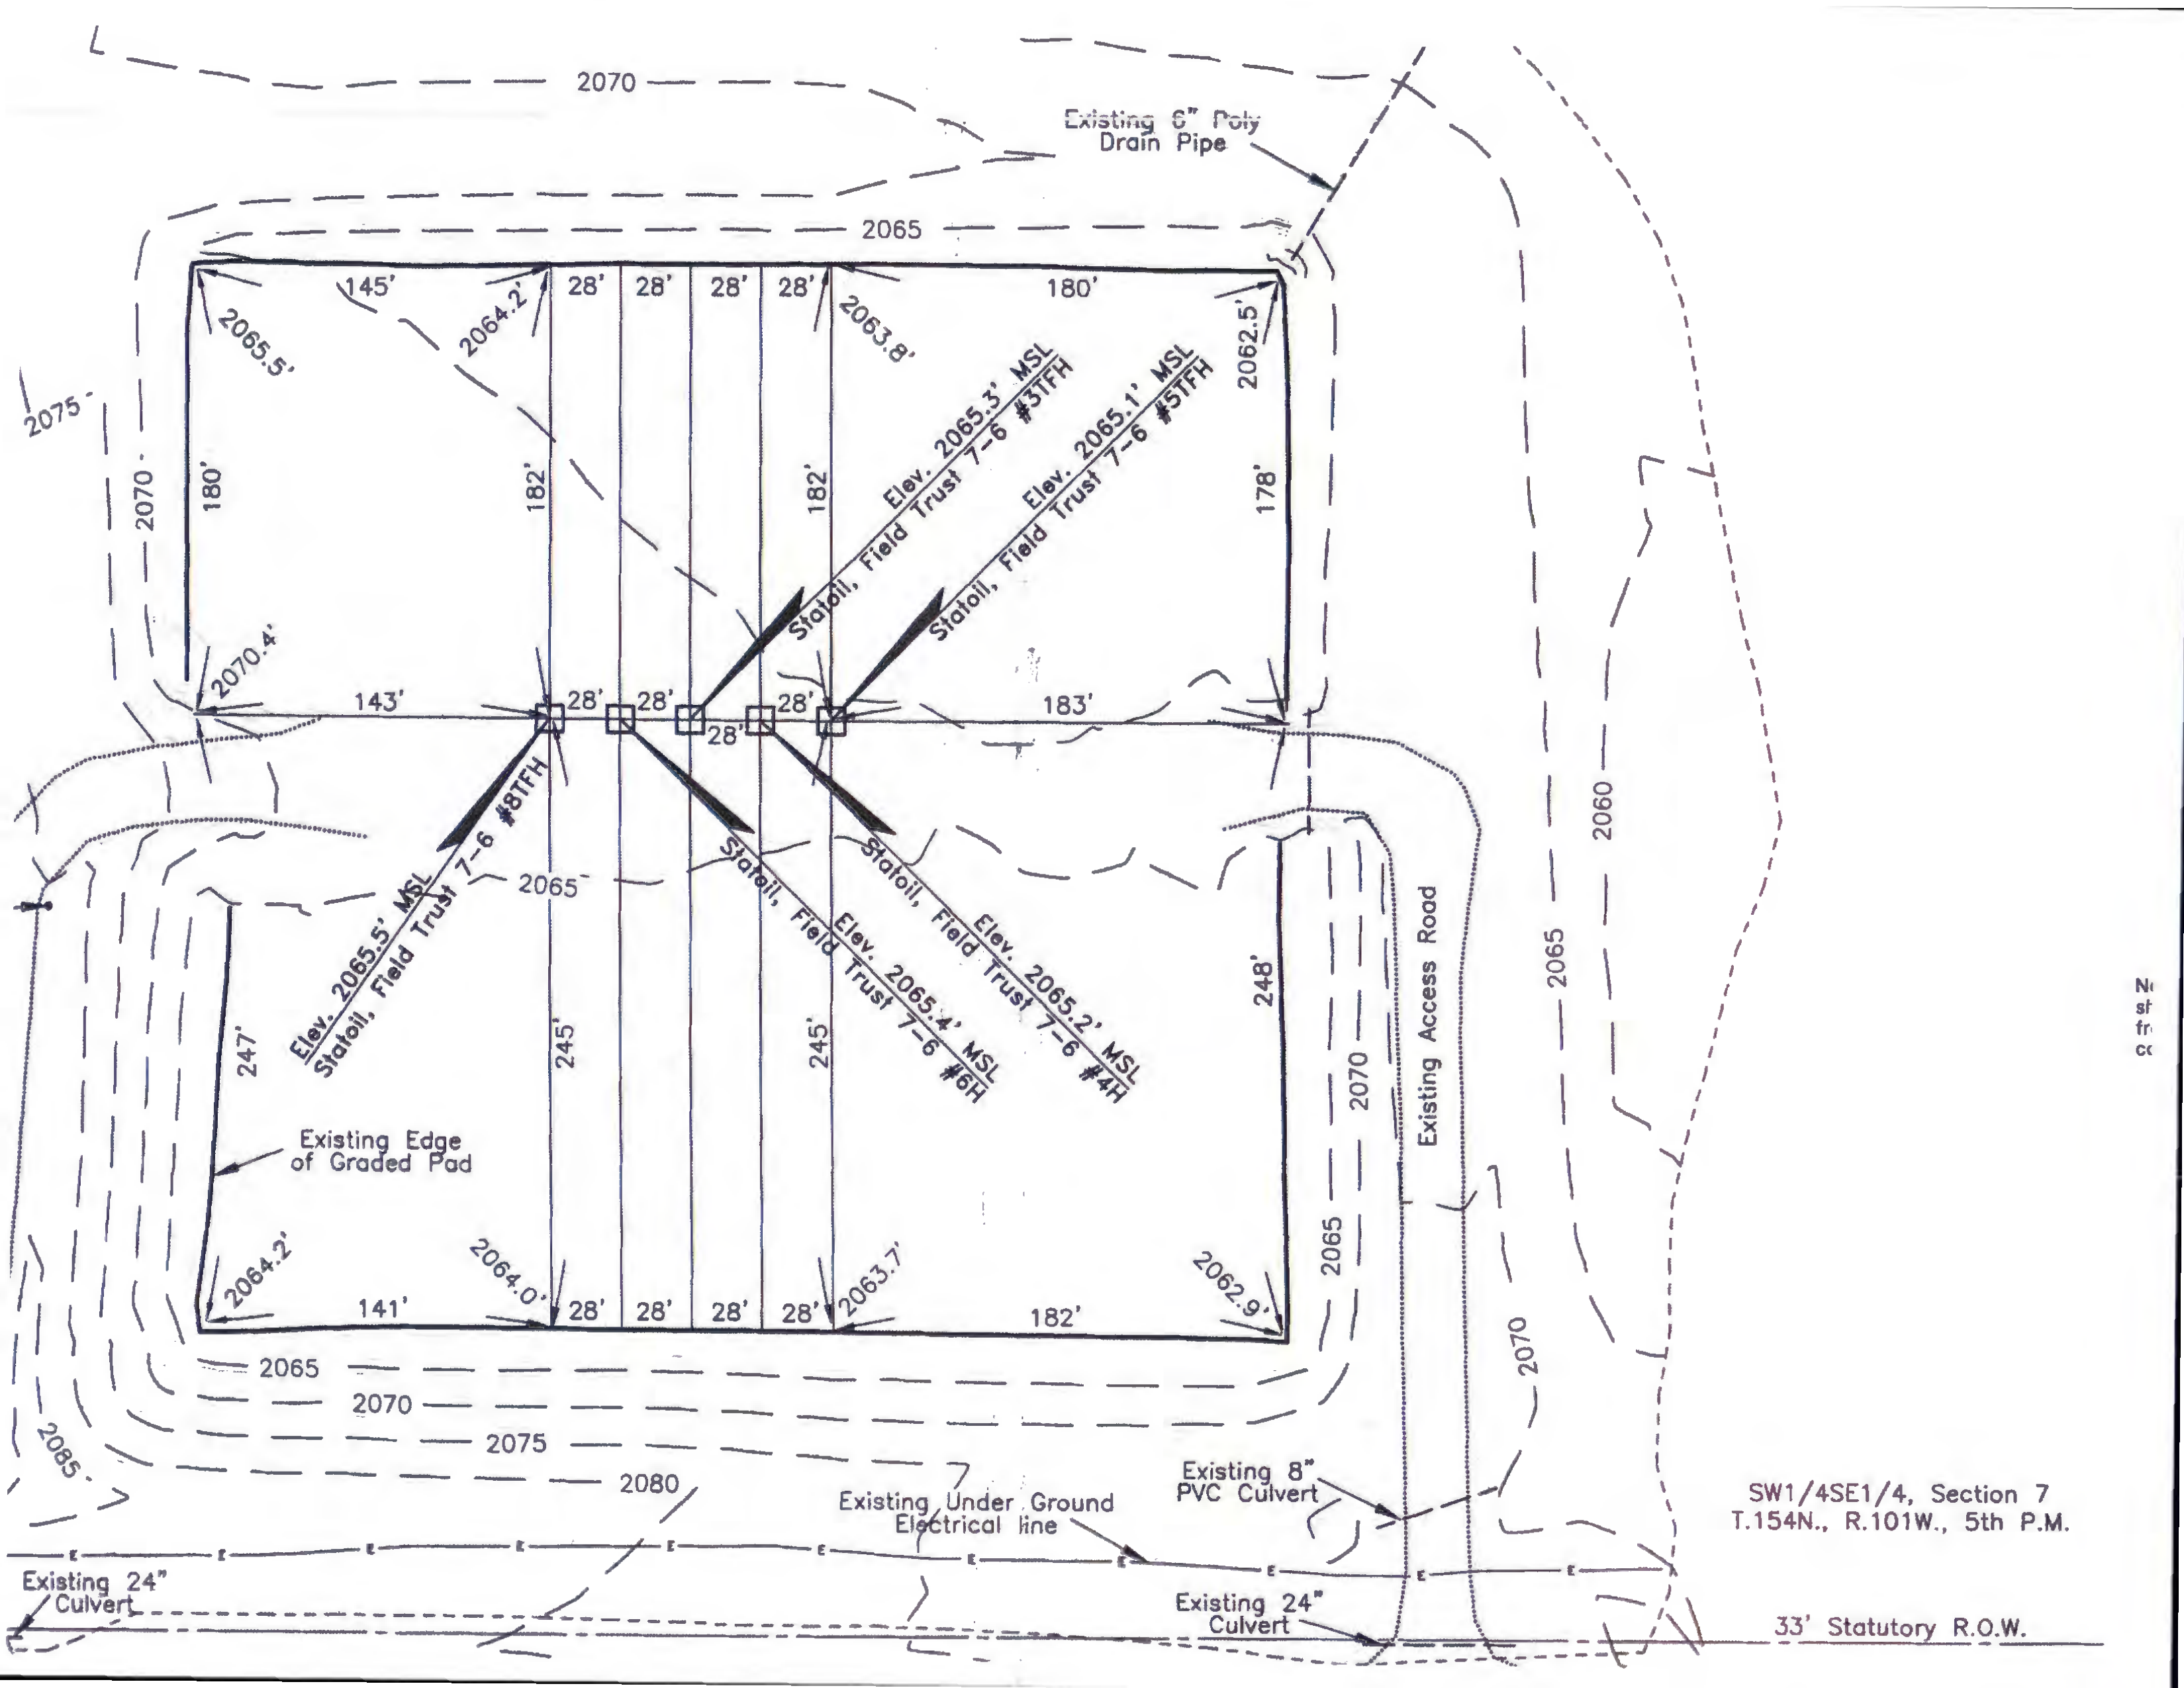 2070
Existing 6" Poly
Drain Pipe
2065
145'
28'
28'
28'
28'
180'
2065.5'
2064.2'
2063.8'
2062.5'
2075
2070
180'
182'
182'
178'
Elev. 2065.3' MSL
Statoil, Field Trust 7-6 #3TFH
Elev. 2065.1' MSL
Statoil, Field Trust 7-6 #5TFH
2070.4'
143'
28'
28'
28'
28'
183'
2060
2065
Elev. 2065.5' MSL
Statoil, Field Trust 7-6 #8TFH
Elev. 2065.4' MSL
Statoil, Field Trust 7-6 #6H
Elev. 2065.2' MSL
Statoil, Field Trust 7-6 #4H
2065
247'
245'
245'
248'
2065
2070
Existing Access Road
Existing Edge
of Graded Pad
2064.2'
2064.0'
2063.7'
2062.9'
141'
28'
28'
28'
28'
182'
2065
2070
2065
2070
2075
2080
2085
Existing Under Ground
Electrical line
Existing 8"
PVC Culvert
E E E E E E E E E E E
Existing 24"
Culvert
Existing 24"
Culvert
SW1/4SE1/4, Section 7
T.154N., R.101W., 5th P.M.
33' Statutory R.O.W.